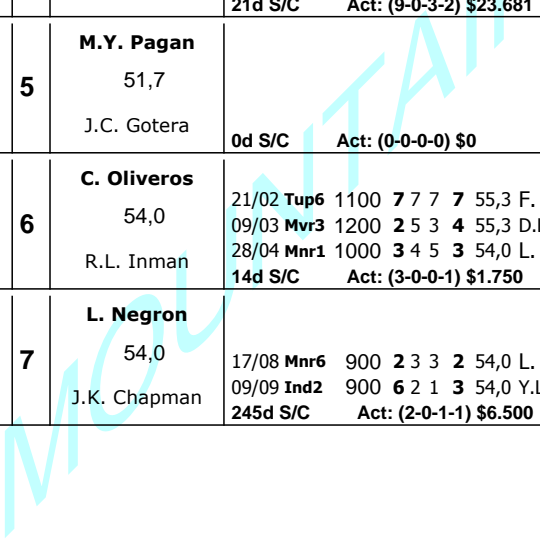 21d S/C Act: (9-0-3-2) $23.681
5
M.Y. Pagan
51,7
J.C. Gotera
0d S/C Act: (0-0-0-0) $0
6
C. Oliveros
54,0
R.L. Inman
21/02 Tup6 1100 7 7 7 7 55,3 F.
09/03 Mvr3 1200 2 5 3 4 55,3
28/04 Mnr1 1000 3 4 5 3 54,0 L.
14d S/C Act: (3-0-0-1) $1.750
7
L. Negron
54,0
J.K. Chapman
17/08 Mnr6 900 2 3 3 2 54,0 L.
09/09 Ind2 900 6 2 1 3 54,0
245d S/C Act: (2-0-1-1) $6.500
MOUNTAI